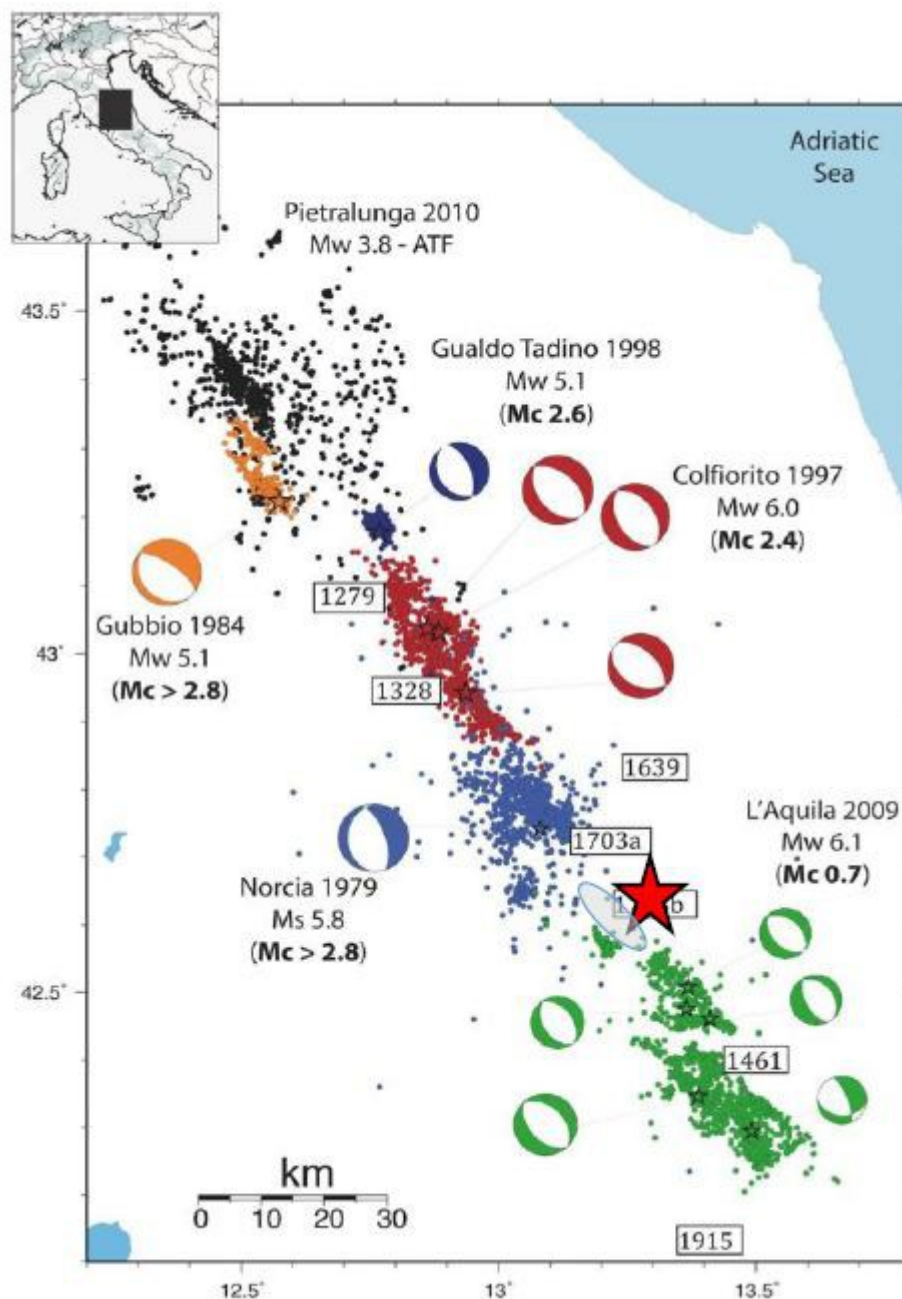 Adriatic
Sea
Pietralunga 2010
Mw 3.8 - ATF
43.5°
Gualdo Tadino 1998
Mw 5.1
(Mc 2.6)
Colfiorito 1997
Mw 6.0
(Mc 2.4)
1279
?
Gubbio 1984
Mw 5.1
(Mc > 2.8)
43°
1328
1639
L'Aquila 2009
Mw 6.1
(Mc 0.7)
1703a
Norcia 1979
Ms 5.8
(Mc > 2.8)
42.5°
1461
km
0 10 20 30
1915
12.5° 13° 13.5°